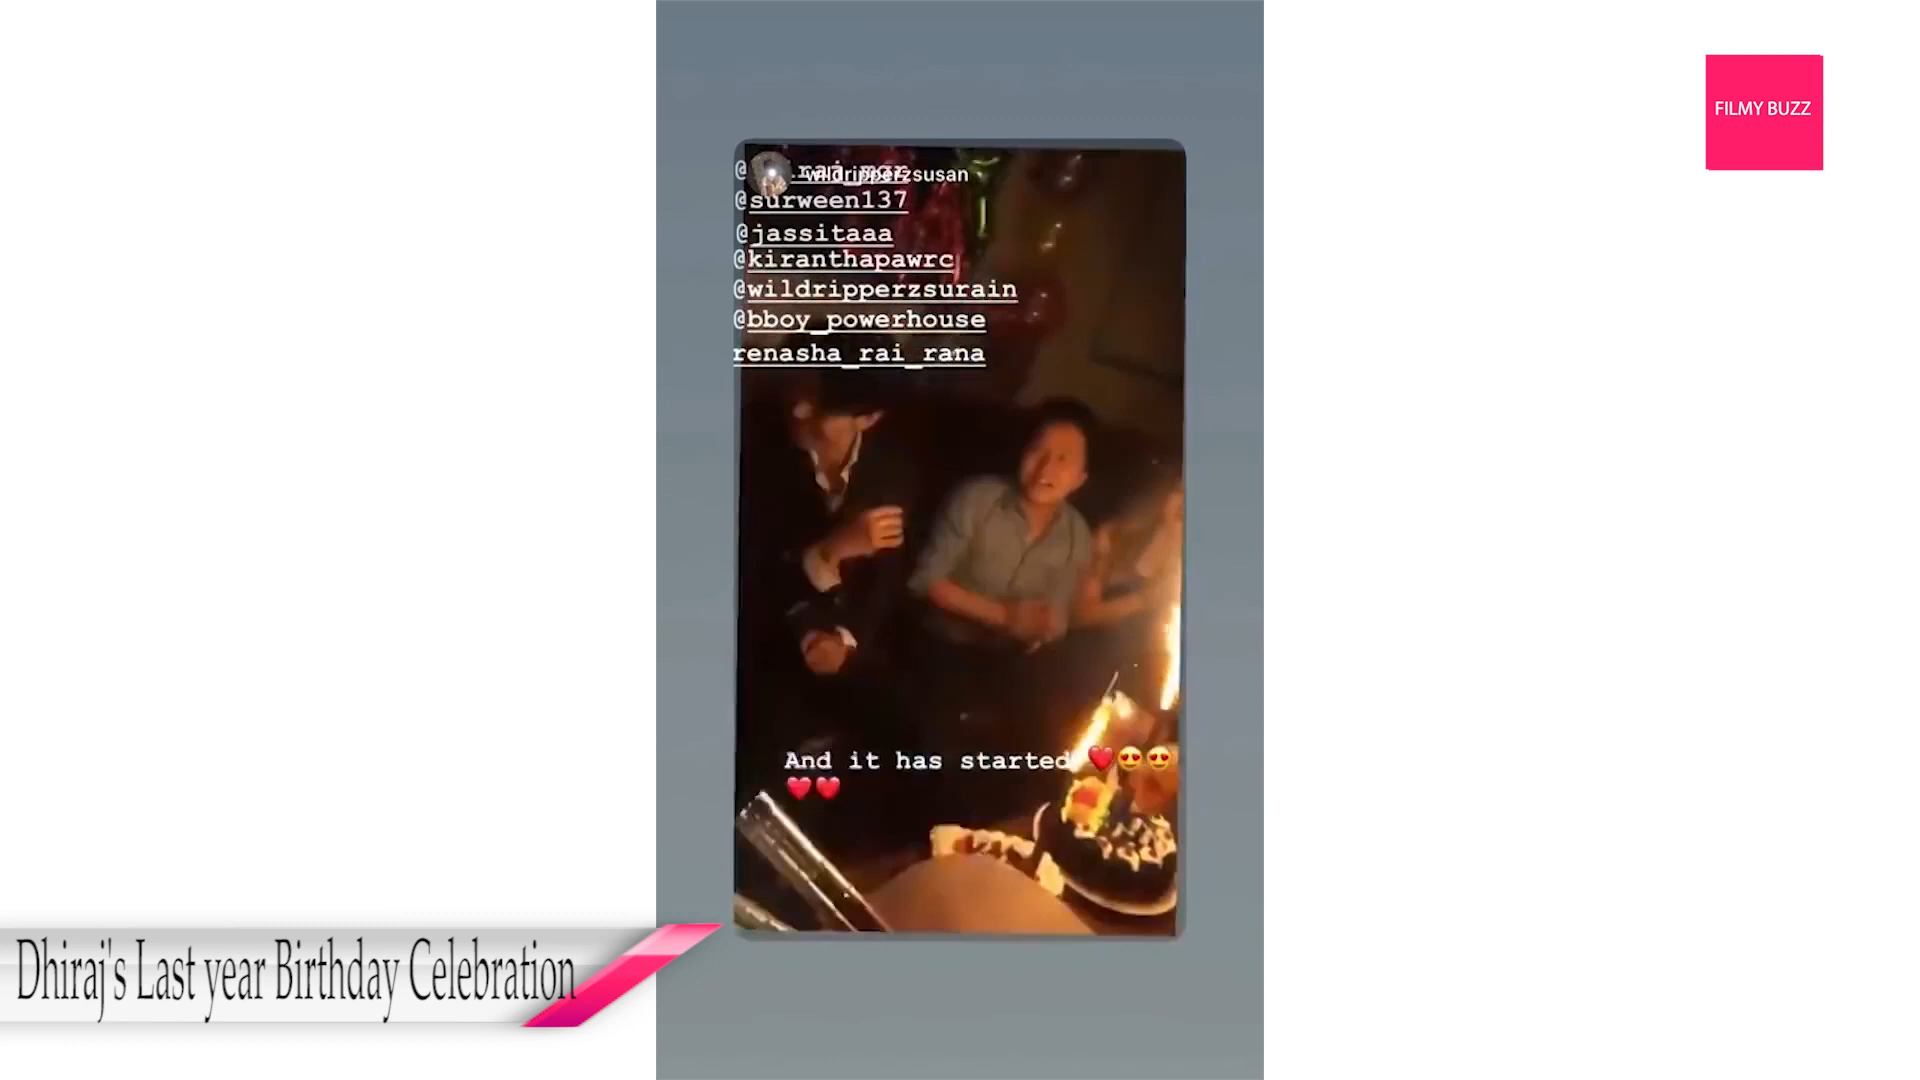 FILMY BUZZ
wildripperzsusan
@surween137
@jassitaaa
@kiranthapawrc
@wildripperzsurain
@bboy_powerhouse
renasha_rai_rana
And it has started ❤️😍😍
❤️❤️
Dhiraj's Last year Birthday Celebration